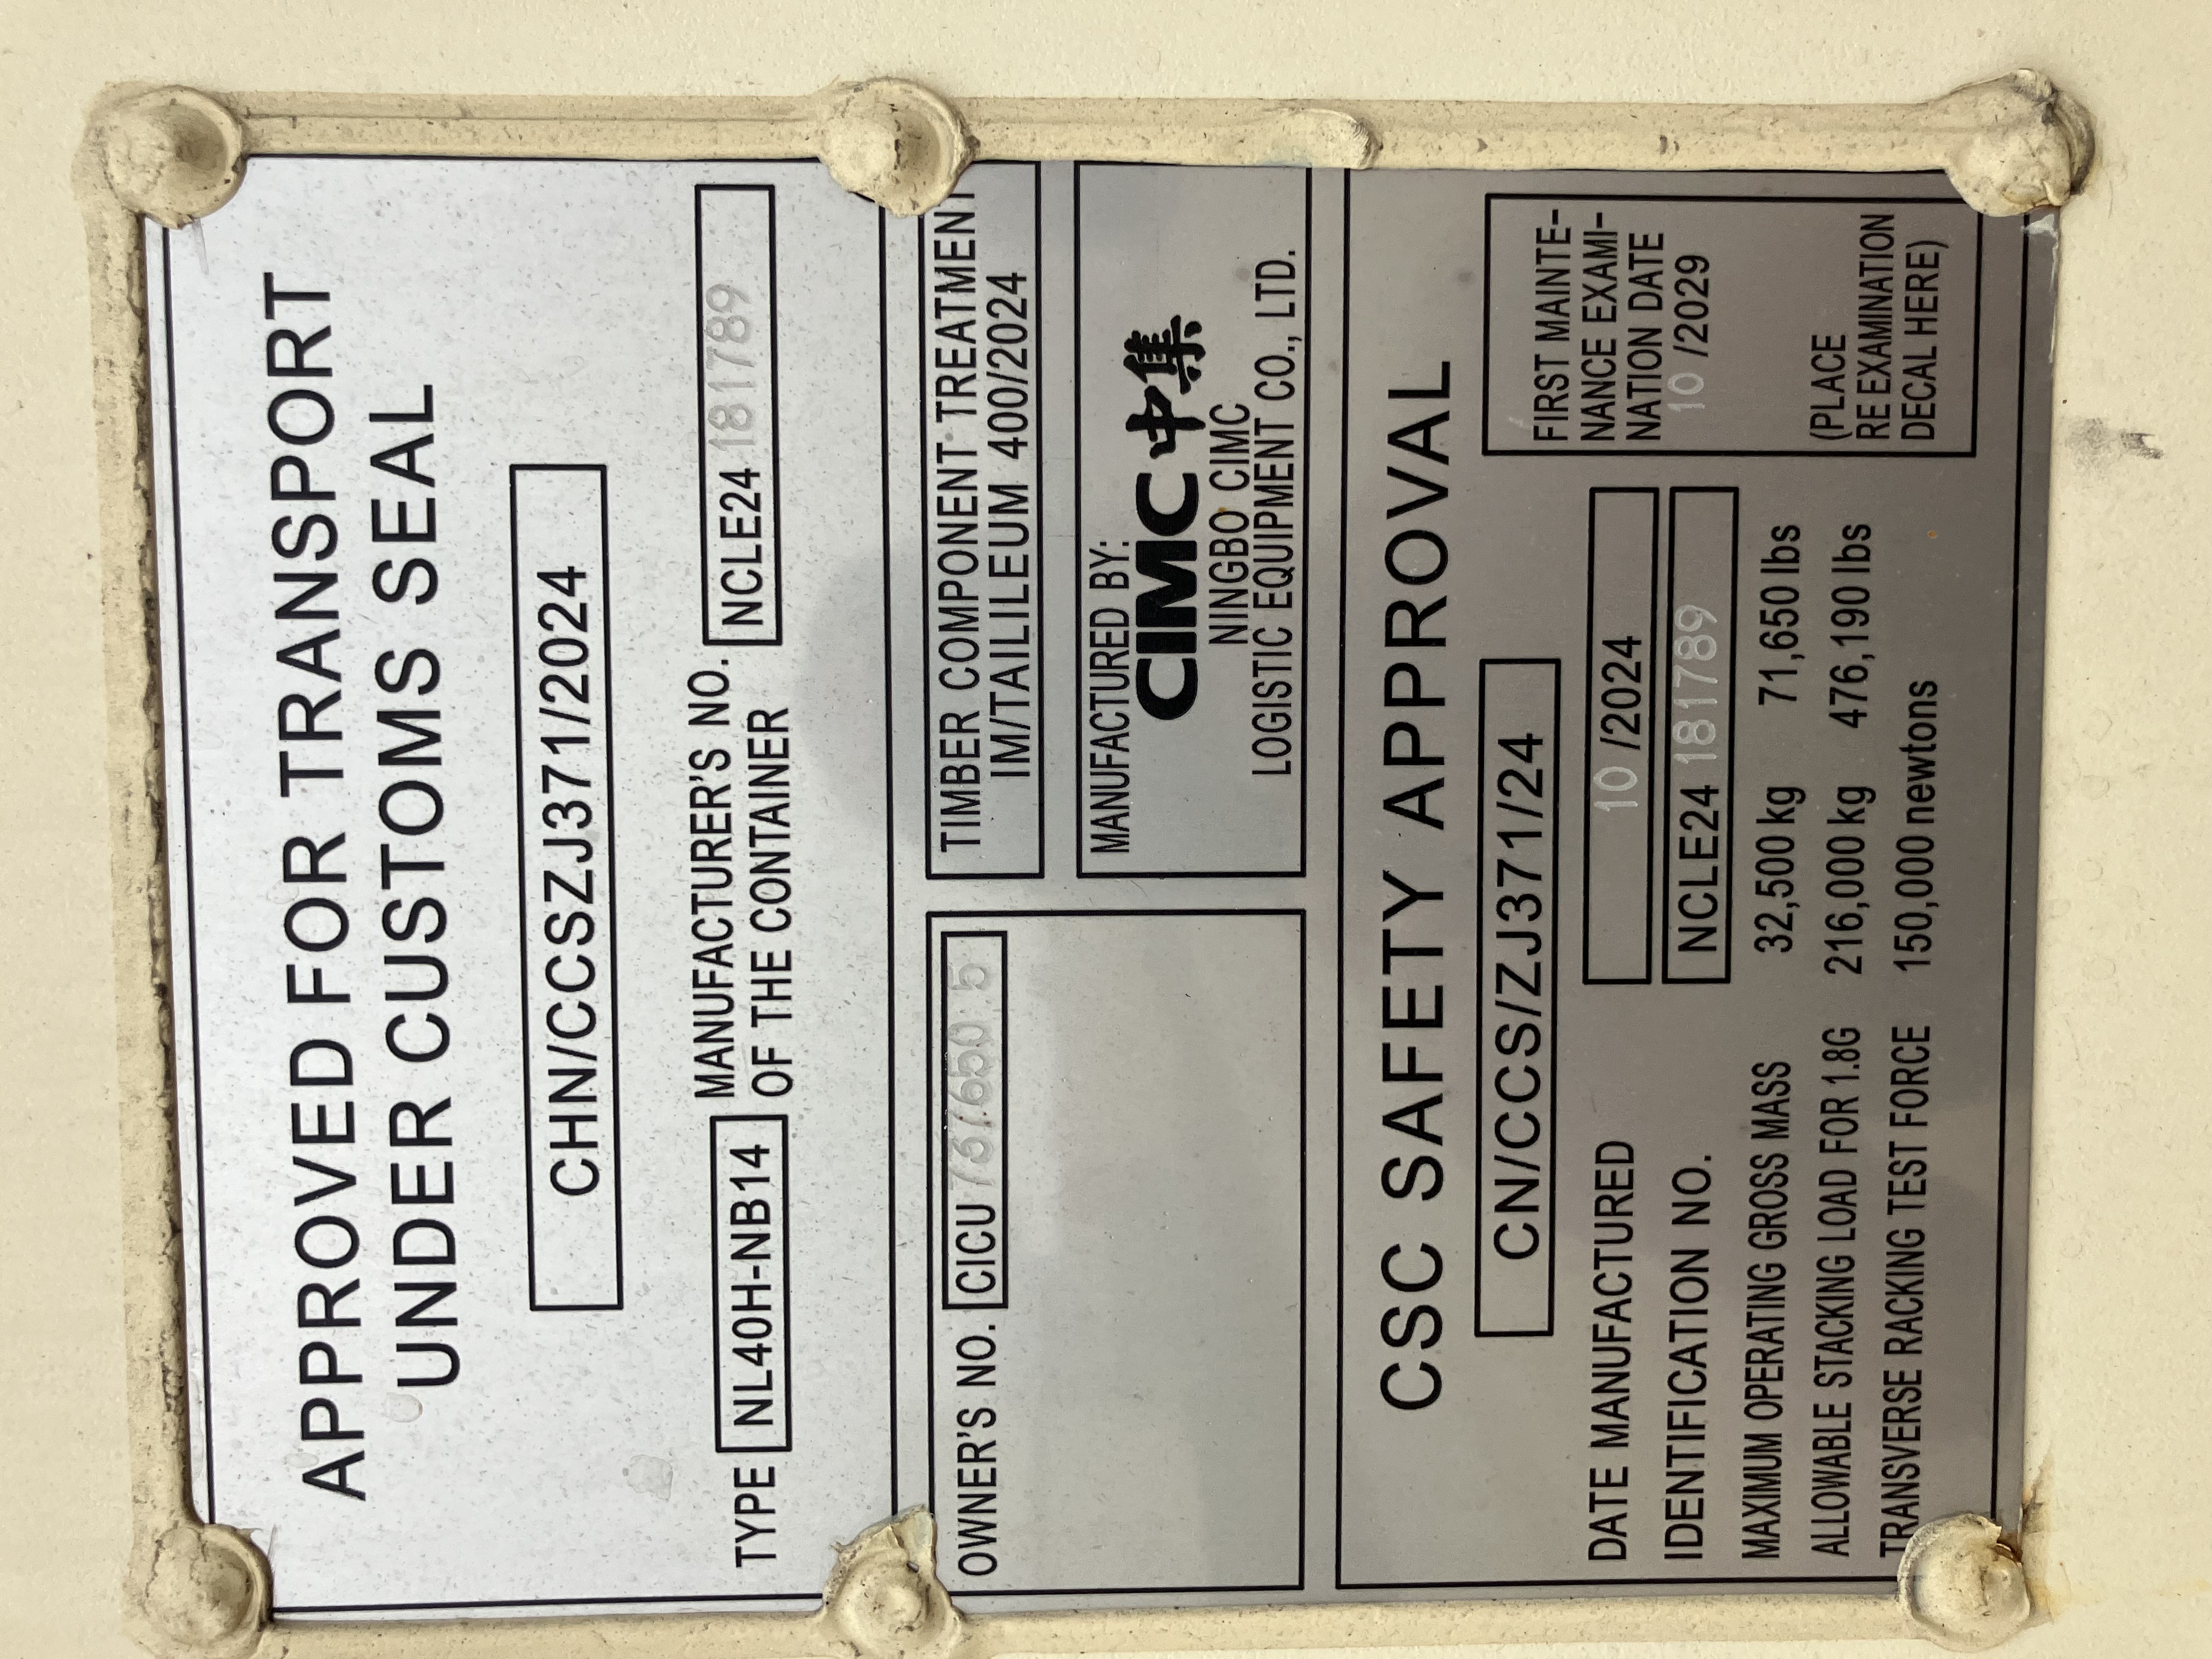 APPROVED FOR TRANSPORT
UNDER CUSTOMS SEAL
CHN/CCSZJ371/2024
TYPE NL40H-NB14 MANUFACTURER'S NO. OF THE CONTAINER NCLE24 181789
OWNER'S NO. CICU 737650 5
TIMBER COMPONENT TREATMENT
IM/TAILILEUM 400/2024
MANUFACTURED BY:
CIMC 中集
NINGBO CIMC
LOGISTIC EQUIPMENT CO., LTD.
CSC SAFETY APPROVAL
CN/CCS/ZJ371/24
DATE MANUFACTURED 10 /2024
IDENTIFICATION NO. NCLE24 181789
MAXIMUM OPERATING GROSS MASS 32,500 kg 71,650 lbs
ALLOWABLE STACKING LOAD FOR 1.8G 216,000 kg 476,190 lbs
TRANSVERSE RACKING TEST FORCE 150,000 newtons
FIRST MAINTE-
NANCE EXAMI-
NATION DATE
10 /2029
(PLACE
RE EXAMINATION
DECAL HERE)